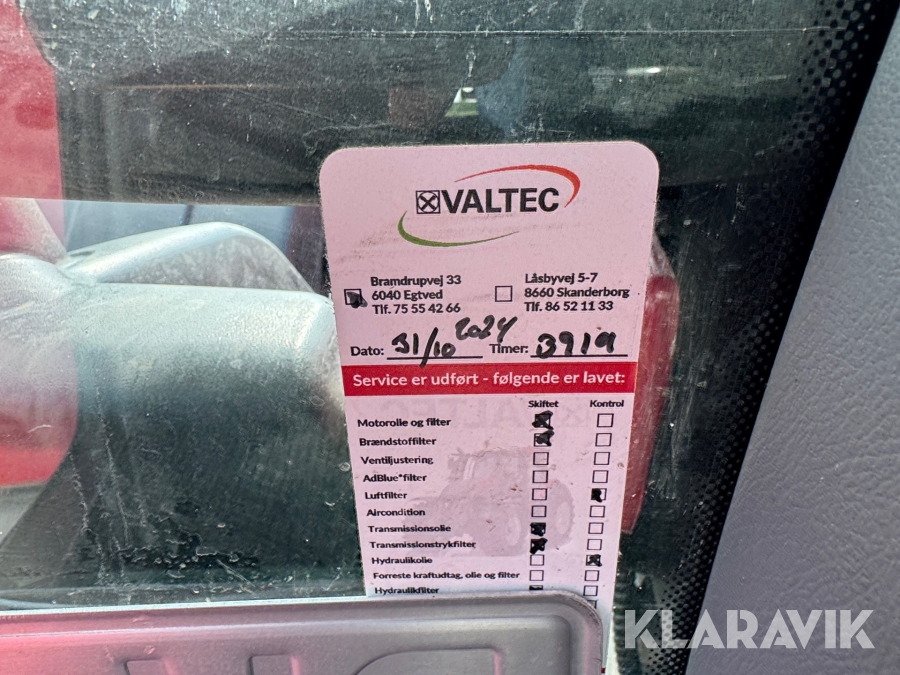 VALTEC
Bramdrupvej 33
6040 Egtved
Tlf. 75 55 42 66
Låsbyvej 5-7
8660 Skanderborg
Tlf. 86 52 11 33
Dato: 31/10 2024 Timer: 3919
Service er udført - følgende er lavet:
Skiftet Kontrol
Motorolie og filter
Brændstoffilter
Ventiljustering
AdBlue®filter
Luftfilter
Aircondition
Transmissionsolie
Transmissionstrykfilter
Hydraulikolie
Forreste kraftudtag, olie og filter
Hydraulikfilter
KLARAVIK